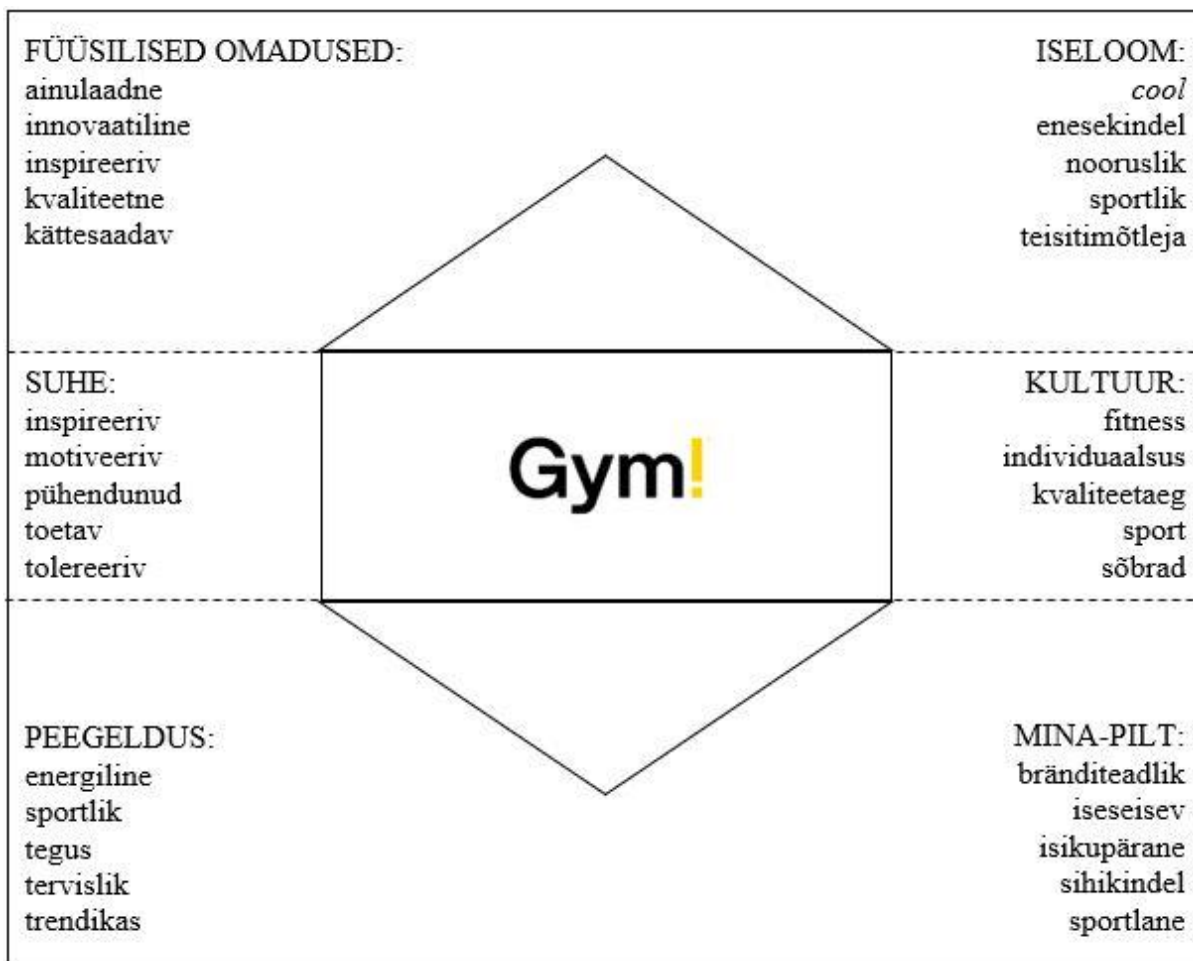 FÜÜSILISED OMADUSED:
ainulaadne
innovaatiline
inspireeriv
kvaliteetne
kättesaadav
ISELOOM:
cool
enesekindel
nooruslik
sportlik
teisitimõtleja
SUHE:
inspireeriv
motiveeriv
pühendunud
toetav
tolereeriv
Gym!
KULTUUR:
fitness
individuaalsus
kvaliteetaeg
sport
sõbrad
PEEGELDUS:
energiline
sportlik
tegus
tervislik
trendikas
MINA-PILT:
bränditeadlik
iseseisev
isikupärane
sihikindel
sportlane